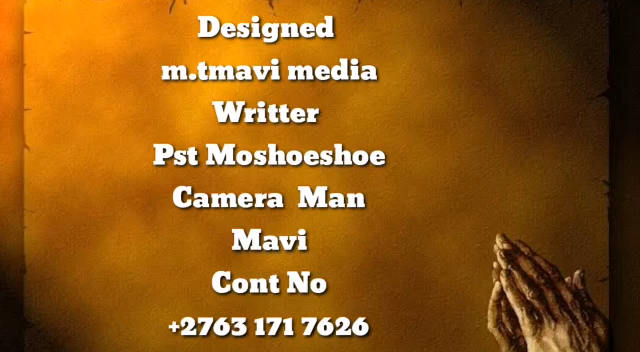 Designed
m.tmavi media
Writter
Pst Moshoeshoe
Camera Man
Mavi
Cont No
+2763 171 7626